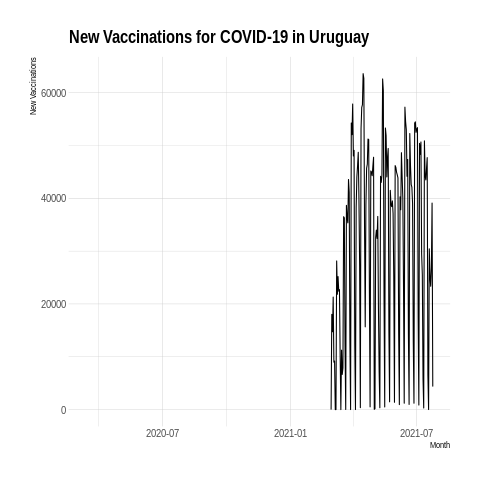 New Vaccinations for COVID-19 in Uruguay
New Vaccinations
60000
40000
20000
0
2020-07
2021-01
2021-07
Month